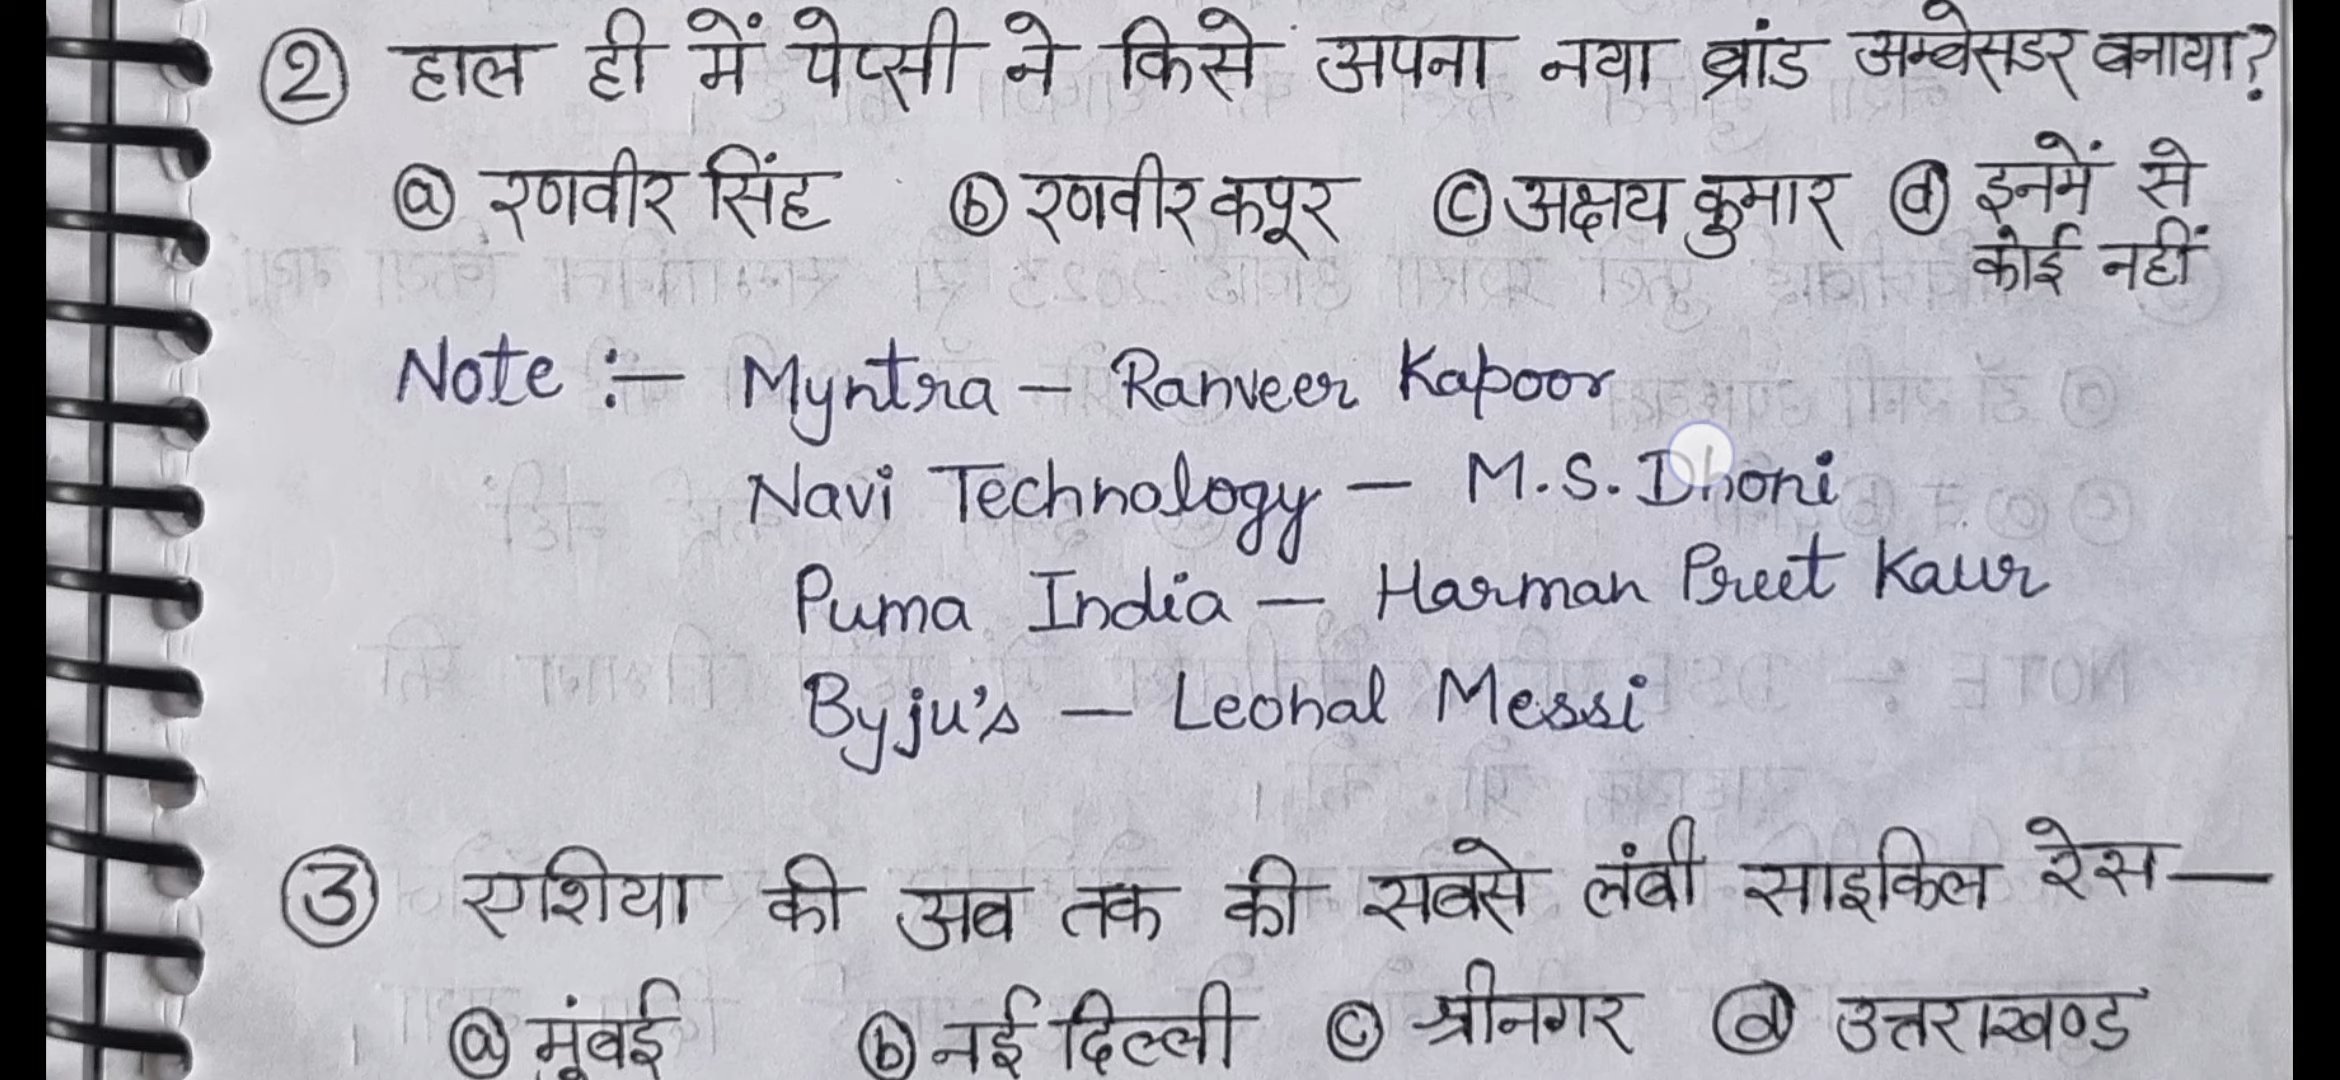 ② हाल ही में पेप्सी ने किसे अपना नया ब्रांड अम्बेसडर बनाया?
ⓐ रणवीर सिंह ⓑ रणवीर कपूर ⓒ अक्षय कुमार ⓓ इनमें से
कोई नहीं
Note :- Myntra - Ranveer Kapoor
Navi Technology - M.S. Dhoni
Puma India - Harman Preet Kaur
Byju's - Leonal Messi
③ एशिया की अब तक की सबसे लंबी साइकिल रेस -
ⓐ मुंबई ⓑ नई दिल्ली ⓒ श्रीनगर ⓓ उत्तराखण्ड